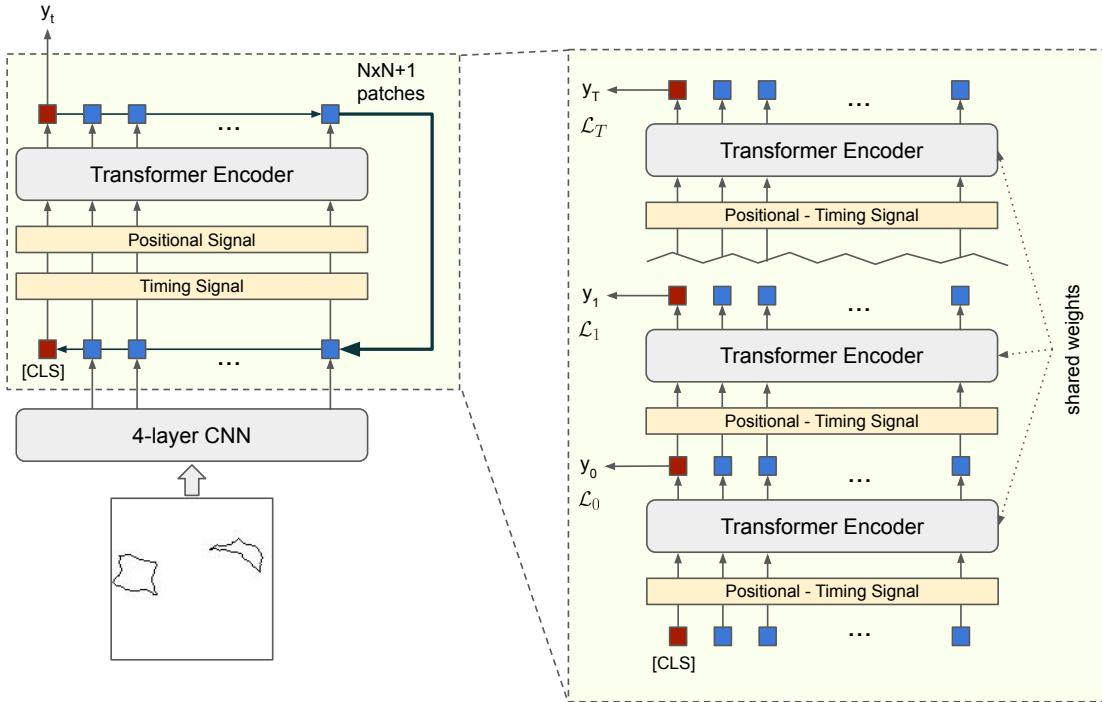 y_t
NxN+1
patches
...
Transformer Encoder
Positional Signal
Timing Signal
...
[CLS]
4-layer CNN
y_T
ℒ_T
...
Transformer Encoder
Positional - Timing Signal
y_1
ℒ_1
...
Transformer Encoder
Positional - Timing Signal
y_0
ℒ_0
...
Transformer Encoder
Positional - Timing Signal
...
[CLS]
shared weights